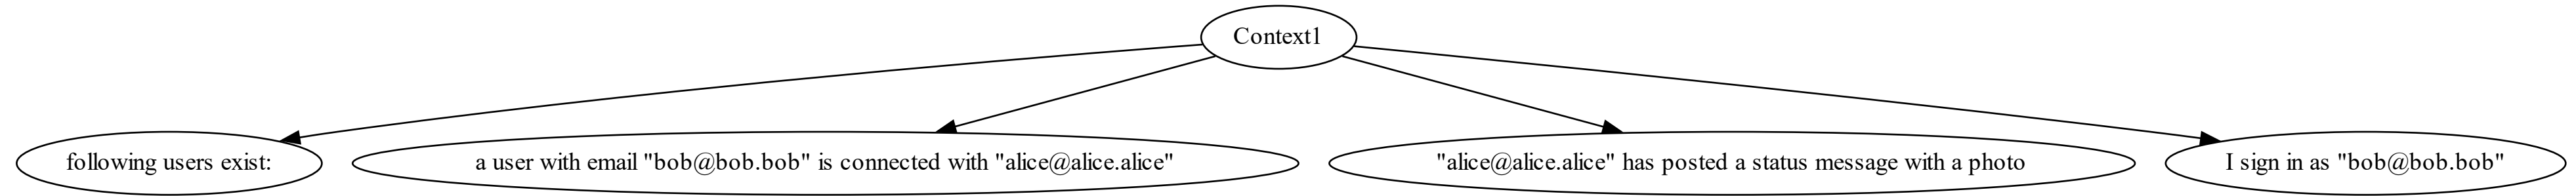 Context1
following users exist:
a user with email "bob@bob.bob" is connected with "alice@alice.alice"
"alice@alice.alice" has posted a status message with a photo
I sign in as "bob@bob.bob"